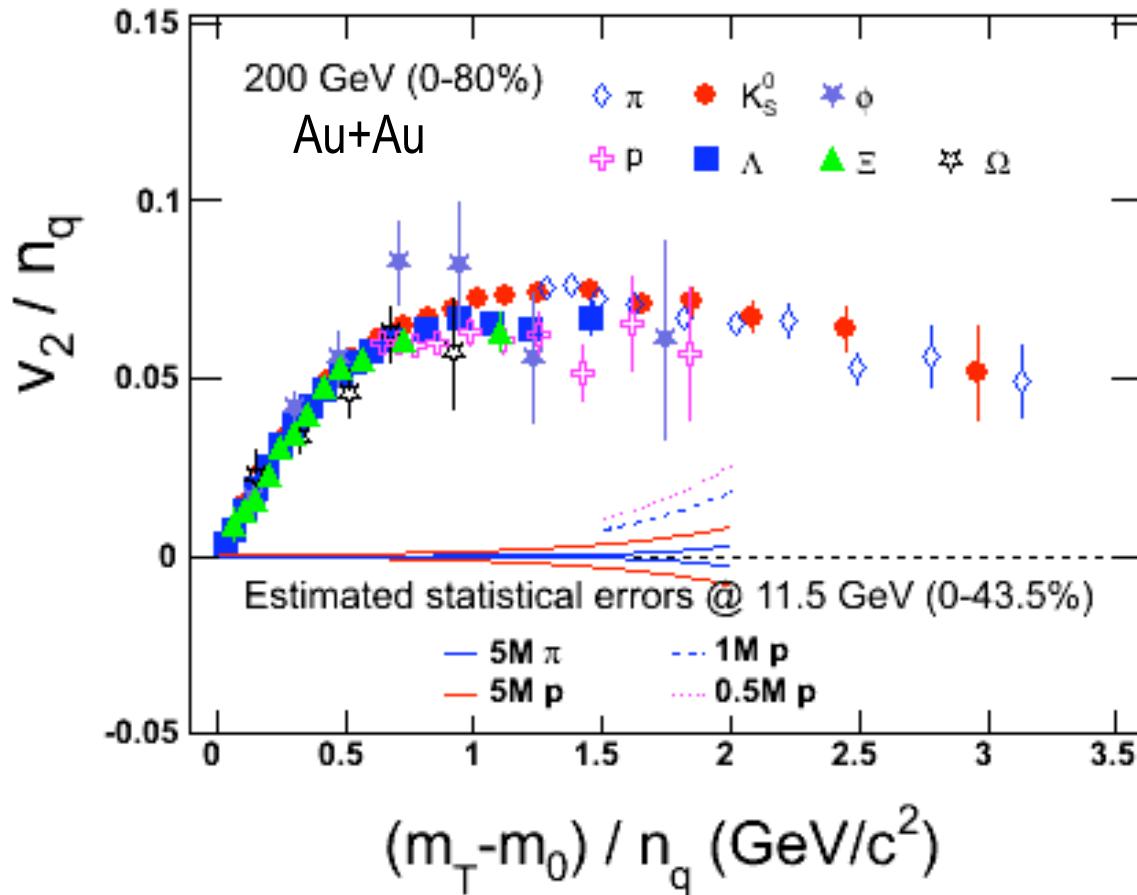 0.15
200 GeV (0-80%)
Au+Au
π K⁰_S ϕ
p Λ Ξ Ω
0.1
v₂ / n_q
0.05
0
Estimated statistical errors @ 11.5 GeV (0-43.5%)
5M π 1M p
5M p 0.5M p
-0.05
0 0.5 1 1.5 2 2.5 3 3.5
(m_T-m₀) / n_q (GeV/c²)